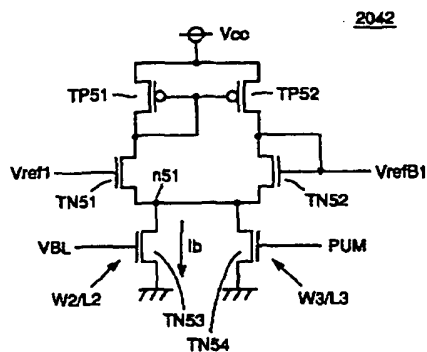 2042
Vcc
TP51
TP52
Vref1
n51
VrefB1
TN51
TN52
VBL
Ib
PUM
W2/L2
TN53
W3/L3
TN54